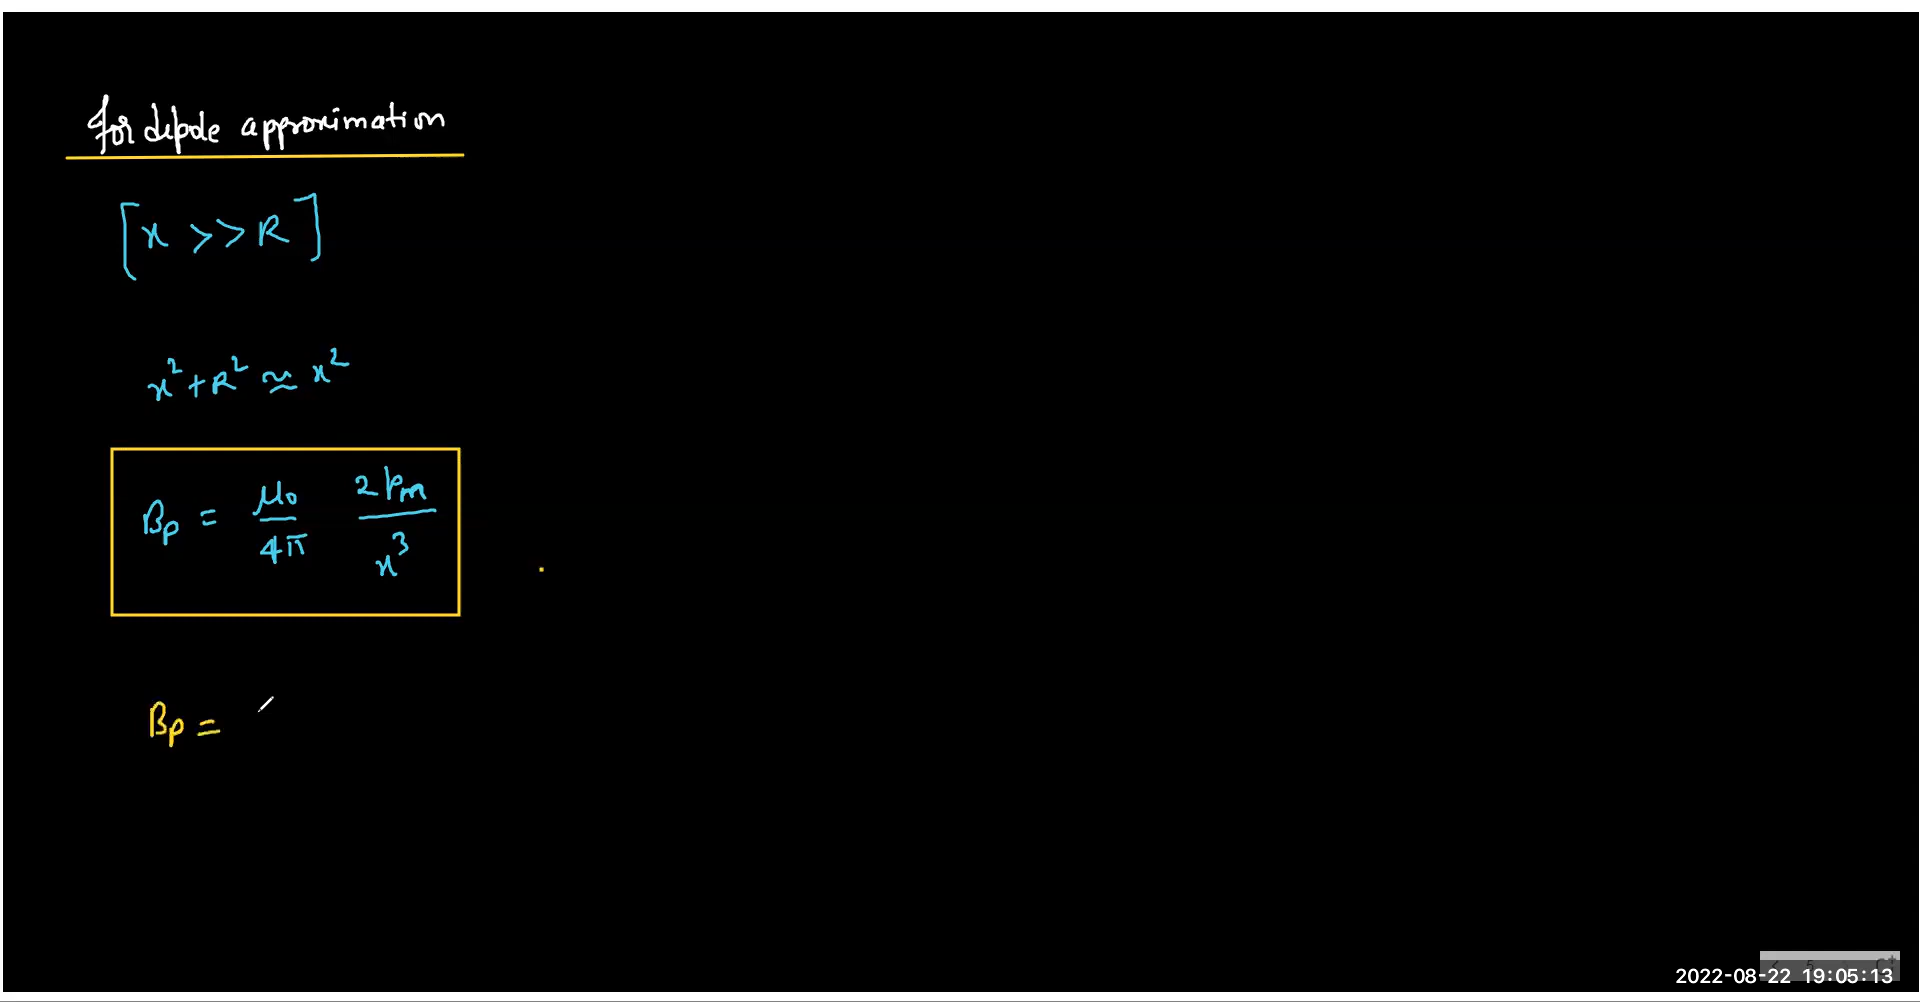 for dipole approximation
[x >> R]
x² + R² ≃ x²
Bp = μ₀/4π 2pm/x³
Bp =
2022-08-22 19:05:13